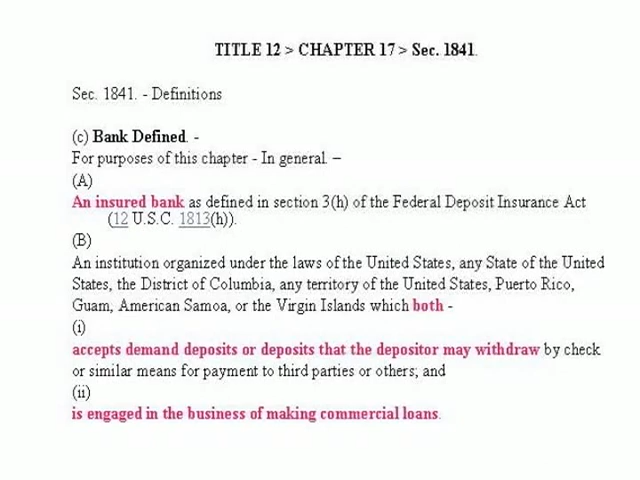 TITLE 12 > CHAPTER 17 > Sec. 1841.
Sec. 1841. - Definitions
(c) Bank Defined. -
For purposes of this chapter - In general. –
(A)
An insured bank as defined in section 3(h) of the Federal Deposit Insurance Act
(12 U.S.C. 1813(h)).
(B)
An institution organized under the laws of the United States, any State of the United
States, the District of Columbia, any territory of the United States, Puerto Rico,
Guam, American Samoa, or the Virgin Islands which both -
(i)
accepts demand deposits or deposits that the depositor may withdraw by check
or similar means for payment to third parties or others; and
(ii)
is engaged in the business of making commercial loans.